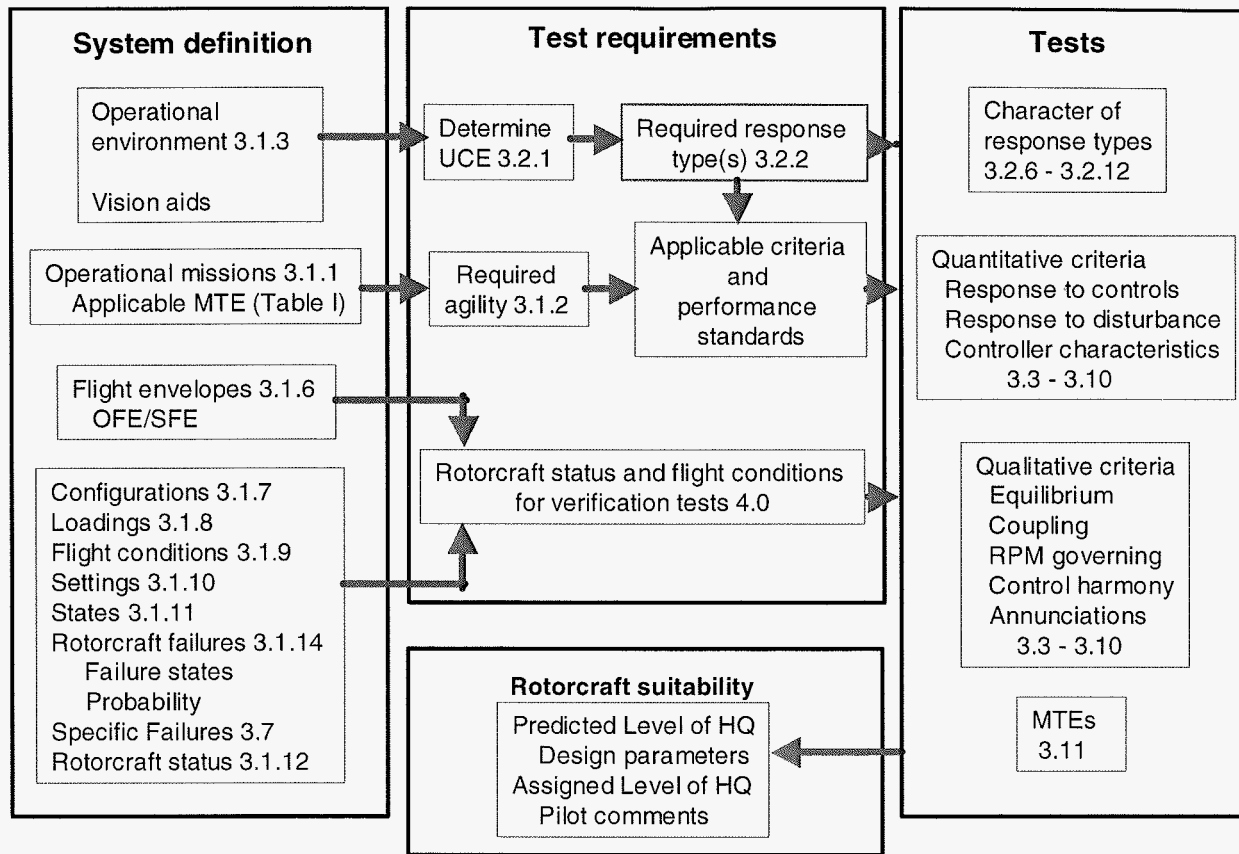 System definition
Operational
environment 3.1.3
Vision aids
Operational missions 3.1.1
Applicable MTE (Table I)
Flight envelopes 3.1.6
OFE/SFE
Configurations 3.1.7
Loadings 3.1.8
Flight conditions 3.1.9
Settings 3.1.10
States 3.1.11
Rotorcraft failures 3.1.14
Failure states
Probability
Specific Failures 3.7
Rotorcraft status 3.1.12
Test requirements
Determine
UCE 3.2.1
Required response
type(s) 3.2.2
Required
agility 3.1.2
Applicable criteria
and
performance
standards
Rotorcraft status and flight conditions
for verification tests 4.0
Tests
Character of
response types
3.2.6 - 3.2.12
Quantitative criteria
Response to controls
Response to disturbance
Controller characteristics
3.3 - 3.10
Qualitative criteria
Equilibrium
Coupling
RPM governing
Control harmony
Annunciations
3.3 - 3.10
MTEs
3.11
Rotorcraft suitability
Predicted Level of HQ
Design parameters
Assigned Level of HQ
Pilot comments